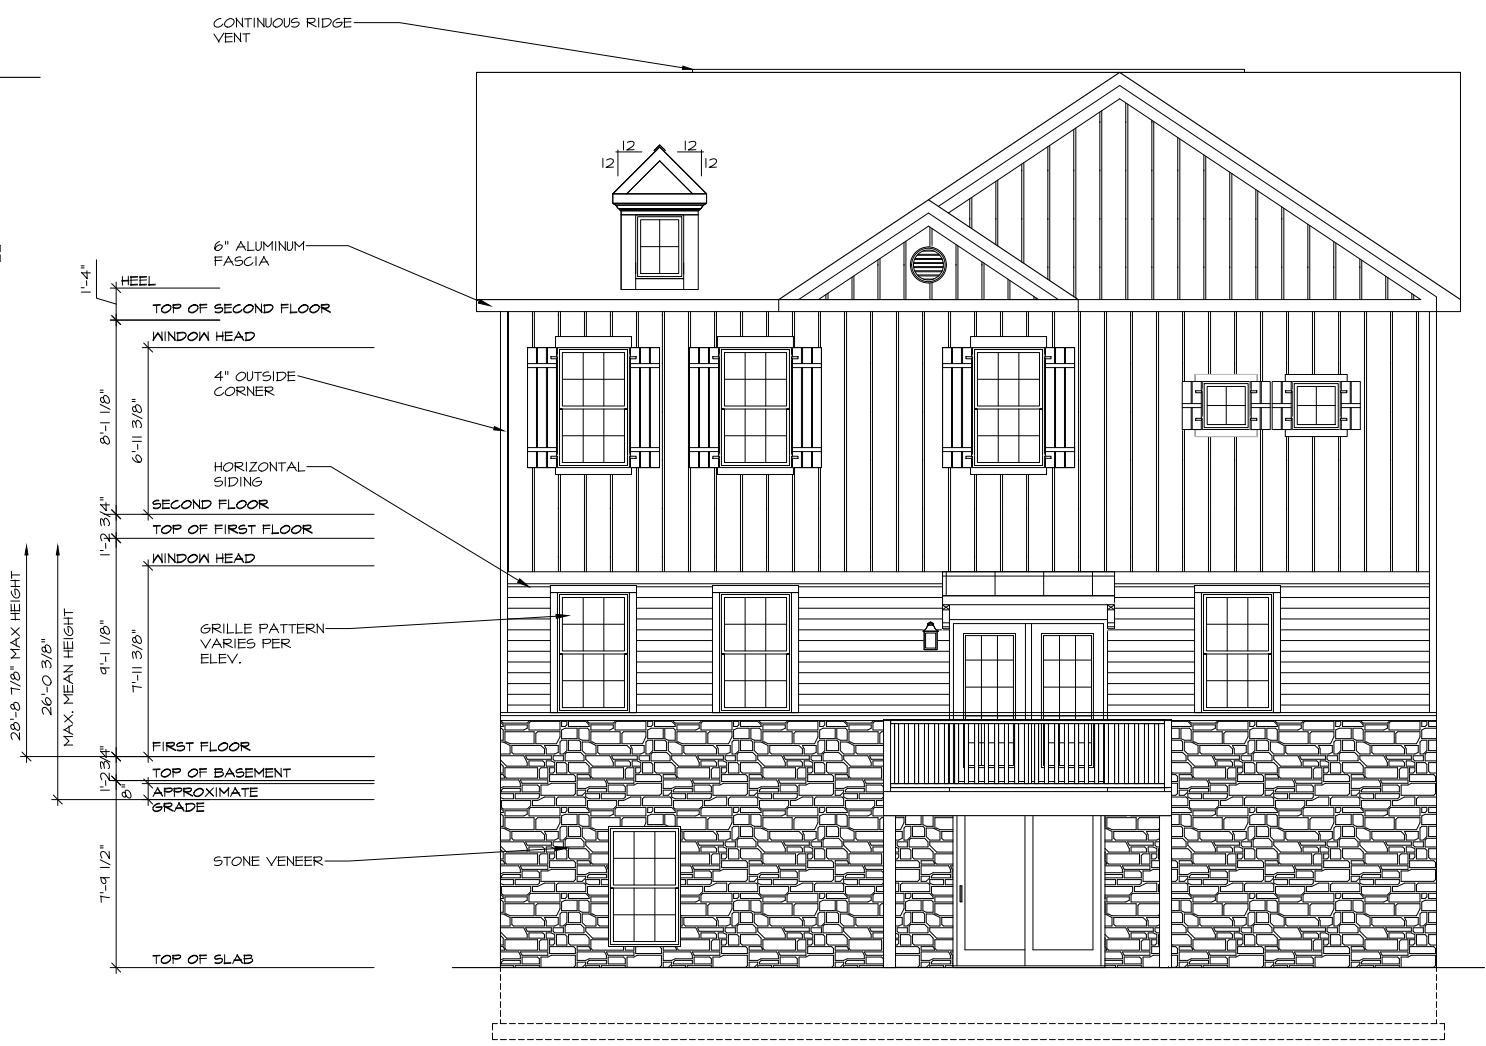 CONTINUOUS RIDGE
VENT
12
12
12
12
6" ALUMINUM
FASCIA
1'-4"
HEEL
TOP OF SECOND FLOOR
WINDOW HEAD
4" OUTSIDE
CORNER
8'-1 1/8"
6'-11 3/8"
HORIZONTAL
SIDING
SECOND FLOOR
1'-2 3/4"
TOP OF FIRST FLOOR
WINDOW HEAD
28'-8 7/8" MAX HEIGHT
26'-0 3/8"
MAX. MEAN HEIGHT
9'-1 1/8"
7'-11 3/8"
GRILLE PATTERN
VARIES PER
ELEV.
FIRST FLOOR
1'-2 3/4"
TOP OF BASEMENT
8"
APPROXIMATE
GRADE
STONE VENEER
7'-9 1/2"
TOP OF SLAB